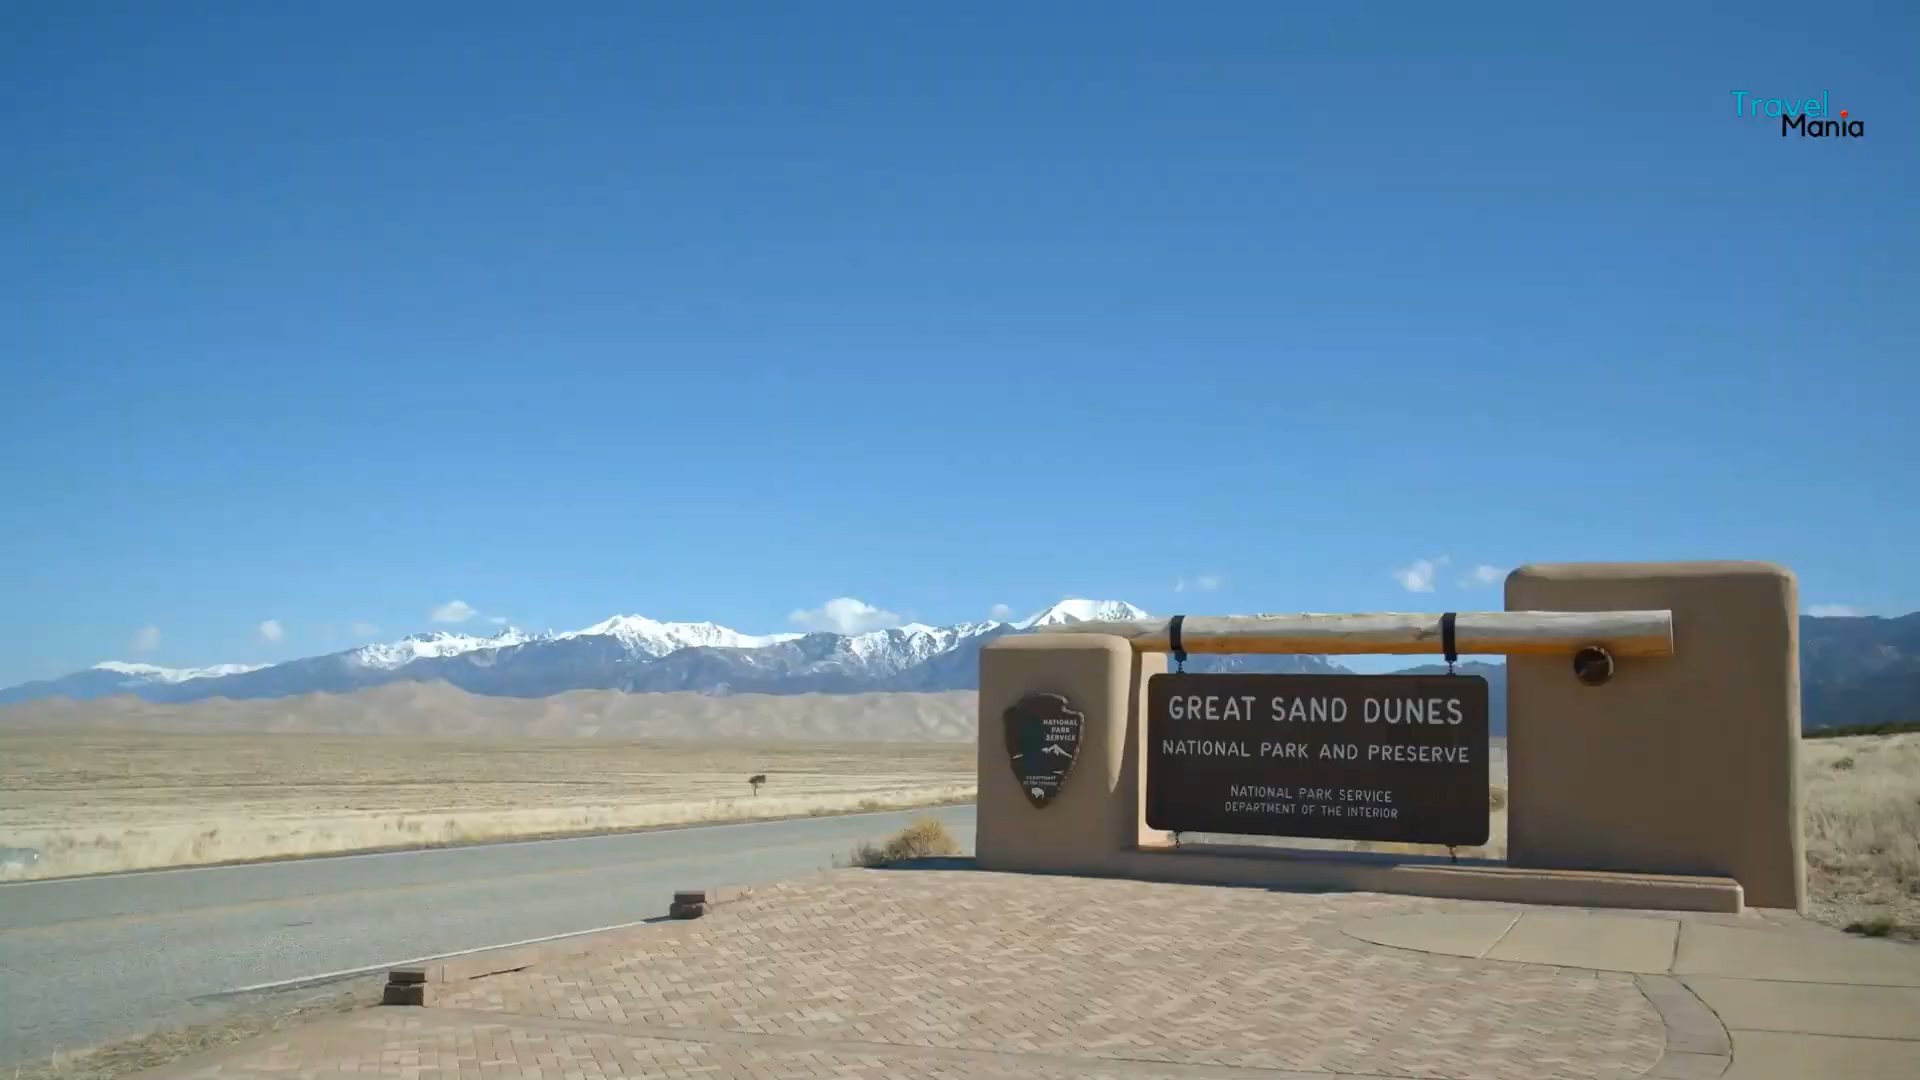 Travel
Mania
GREAT SAND DUNES
NATIONAL PARK AND PRESERVE
NATIONAL PARK SERVICE
DEPARTMENT OF THE INTERIOR
NATIONAL
PARK
SERVICE